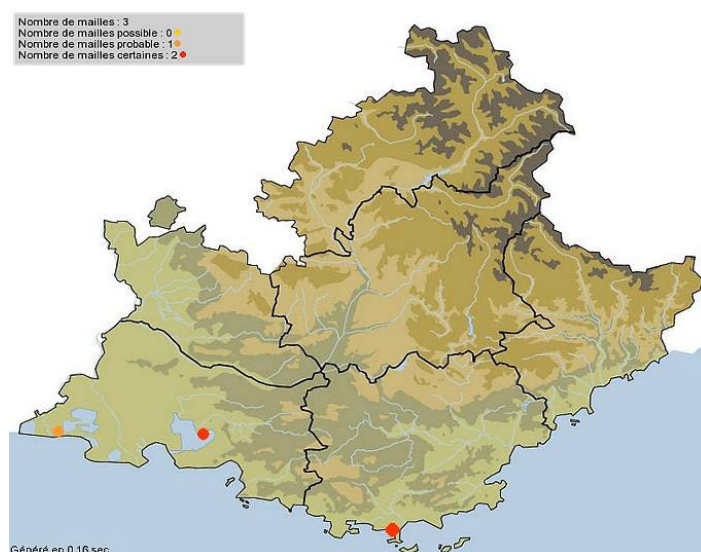 Nombre de mailles : 3
Nombre de mailles possible : 0
Nombre de mailles probable : 1
Nombre de mailles certaines : 2
Généré en 0.16 sec